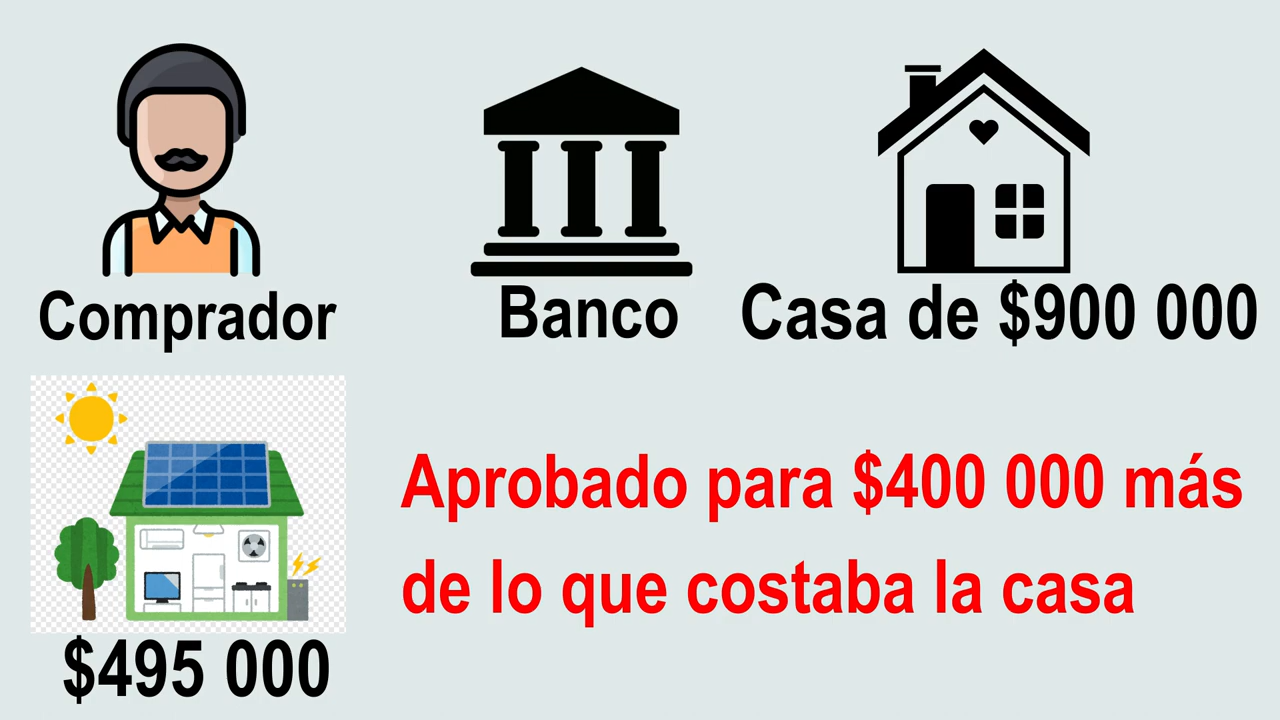 Comprador
Banco
Casa de $900 000
Aprobado para $400 000 más
de lo que costaba la casa
$495 000